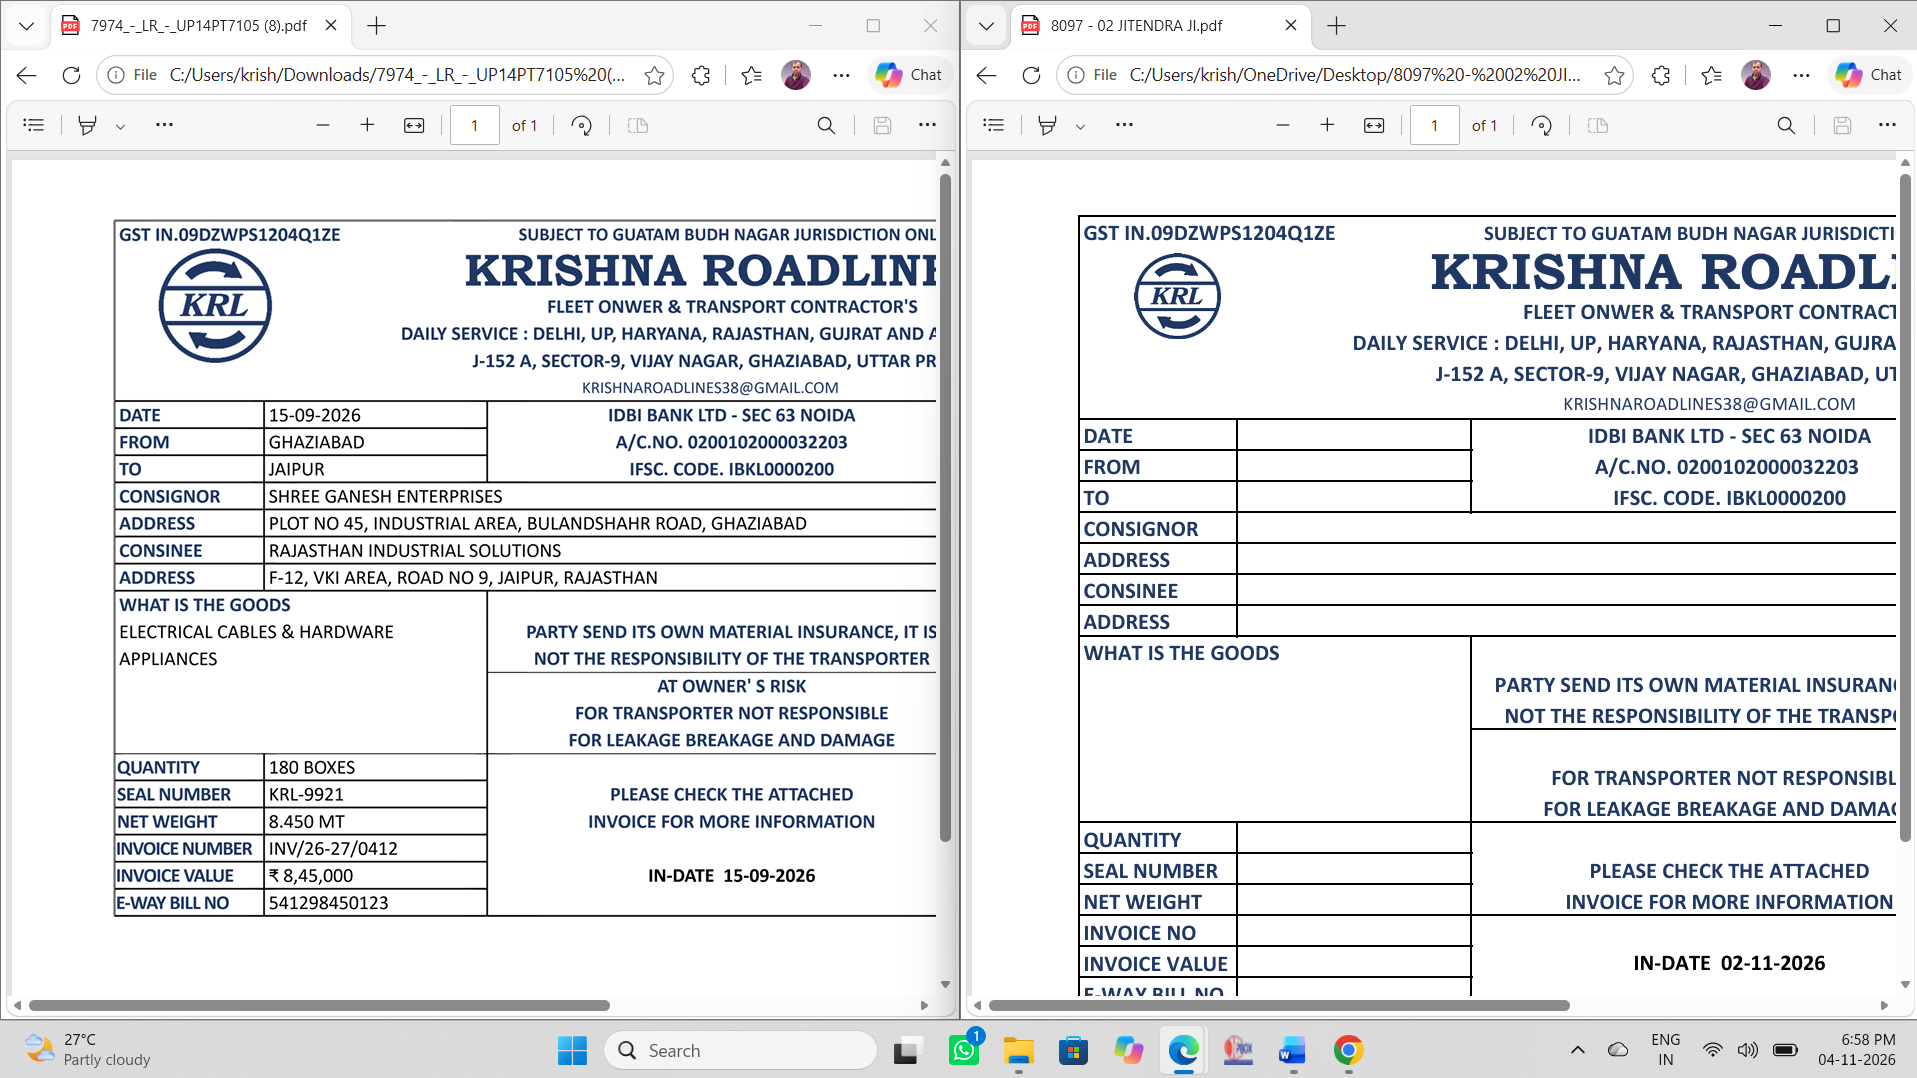 7974_-_LR_-_UP14PT7105 (8).pdf
File C:/Users/krish/Downloads/7974_-_LR_-_UP14PT7105%20(...
Chat
1 of 1
GST IN.09DZWPS1204Q1ZE SUBJECT TO GUATAM BUDH NAGAR JURISDICTION ONL
KRL
KRISHNA ROADLINE
FLEET ONWER & TRANSPORT CONTRACTOR'S
DAILY SERVICE : DELHI, UP, HARYANA, RAJASTHAN, GUJRAT AND A
J-152 A, SECTOR-9, VIJAY NAGAR, GHAZIABAD, UTTAR PR
KRISHNAROADLINES38@GMAIL.COM
DATE 15-09-2026 IDBI BANK LTD - SEC 63 NOIDA
FROM GHAZIABAD A/C.NO. 0200102000032203
TO JAIPUR IFSC. CODE. IBKL0000200
CONSIGNOR SHREE GANESH ENTERPRISES
ADDRESS PLOT NO 45, INDUSTRIAL AREA, BULANDSHAHR ROAD, GHAZIABAD
CONSINEE RAJASTHAN INDUSTRIAL SOLUTIONS
ADDRESS F-12, VKI AREA, ROAD NO 9, JAIPUR, RAJASTHAN
WHAT IS THE GOODS
ELECTRICAL CABLES & HARDWARE PARTY SEND ITS OWN MATERIAL INSURANCE, IT IS
APPLIANCES NOT THE RESPONSIBILITY OF THE TRANSPORTER
AT OWNER' S RISK
FOR TRANSPORTER NOT RESPONSIBLE
FOR LEAKAGE BREAKAGE AND DAMAGE
QUANTITY 180 BOXES
SEAL NUMBER KRL-9921 PLEASE CHECK THE ATTACHED
NET WEIGHT 8.450 MT INVOICE FOR MORE INFORMATION
INVOICE NUMBER INV/26-27/0412
INVOICE VALUE ₹ 8,45,000 IN-DATE 15-09-2026
E-WAY BILL NO 541298450123
8097 - 02 JITENDRA JI.pdf
File C:/Users/krish/OneDrive/Desktop/8097%20-%2002%20JI...
Chat
1 of 1
GST IN.09DZWPS1204Q1ZE SUBJECT TO GUATAM BUDH NAGAR JURISDICTI
KRL
KRISHNA ROADL
FLEET ONWER & TRANSPORT CONTRACT
DAILY SERVICE : DELHI, UP, HARYANA, RAJASTHAN, GUJRA
J-152 A, SECTOR-9, VIJAY NAGAR, GHAZIABAD, UT
KRISHNAROADLINES38@GMAIL.COM
DATE IDBI BANK LTD - SEC 63 NOIDA
FROM A/C.NO. 0200102000032203
TO IFSC. CODE. IBKL0000200
CONSIGNOR
ADDRESS
CONSINEE
ADDRESS
WHAT IS THE GOODS
PARTY SEND ITS OWN MATERIAL INSURAN
NOT THE RESPONSIBILITY OF THE TRANSP
FOR TRANSPORTER NOT RESPONSIBL
FOR LEAKAGE BREAKAGE AND DAMAG
QUANTITY
SEAL NUMBER PLEASE CHECK THE ATTACHED
NET WEIGHT INVOICE FOR MORE INFORMATION
INVOICE NO
INVOICE VALUE IN-DATE 02-11-2026
E-WAY BILL NO
27°C
Partly cloudy
Search
1
ENG
IN
6:58 PM
04-11-2026